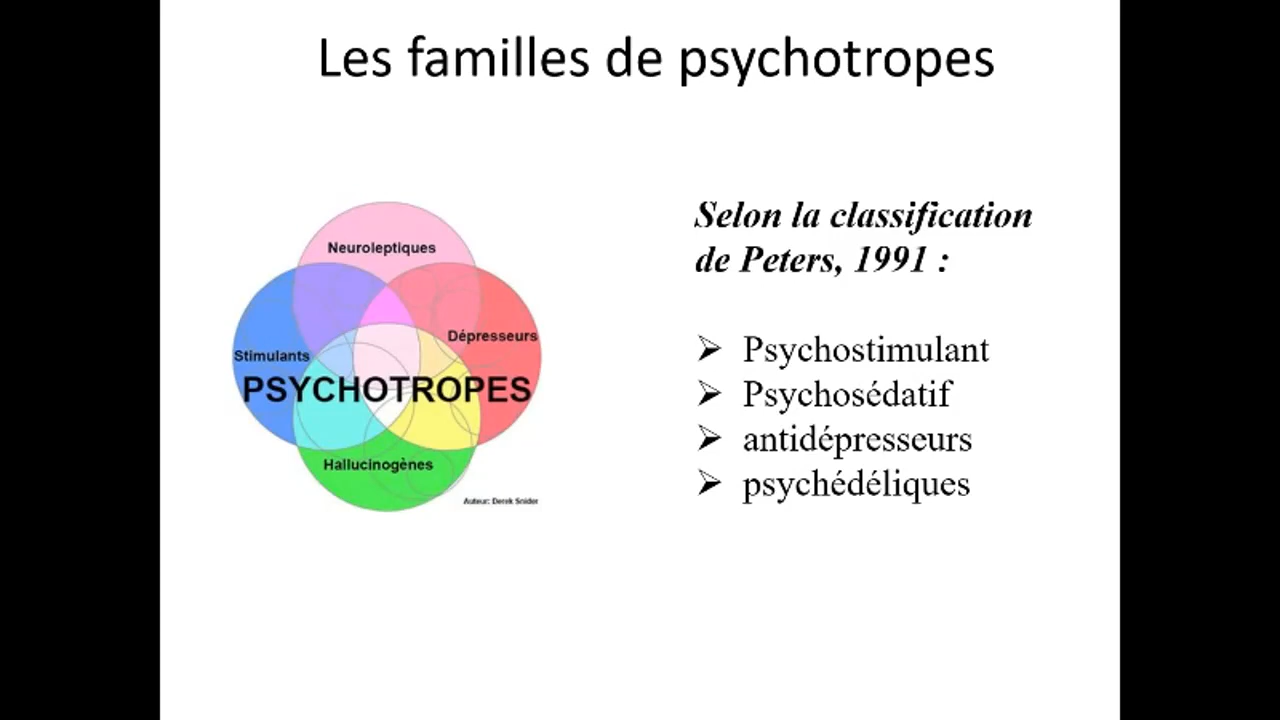 Les familles de psychotropes
Neuroleptiques
Dépresseurs
Stimulants
PSYCHOTROPES
Hallucinogènes
Auteur: Derek Snider
Selon la classification
de Peters, 1991 :
Psychostimulant
Psychosédatif
antidépresseurs
psychédéliques